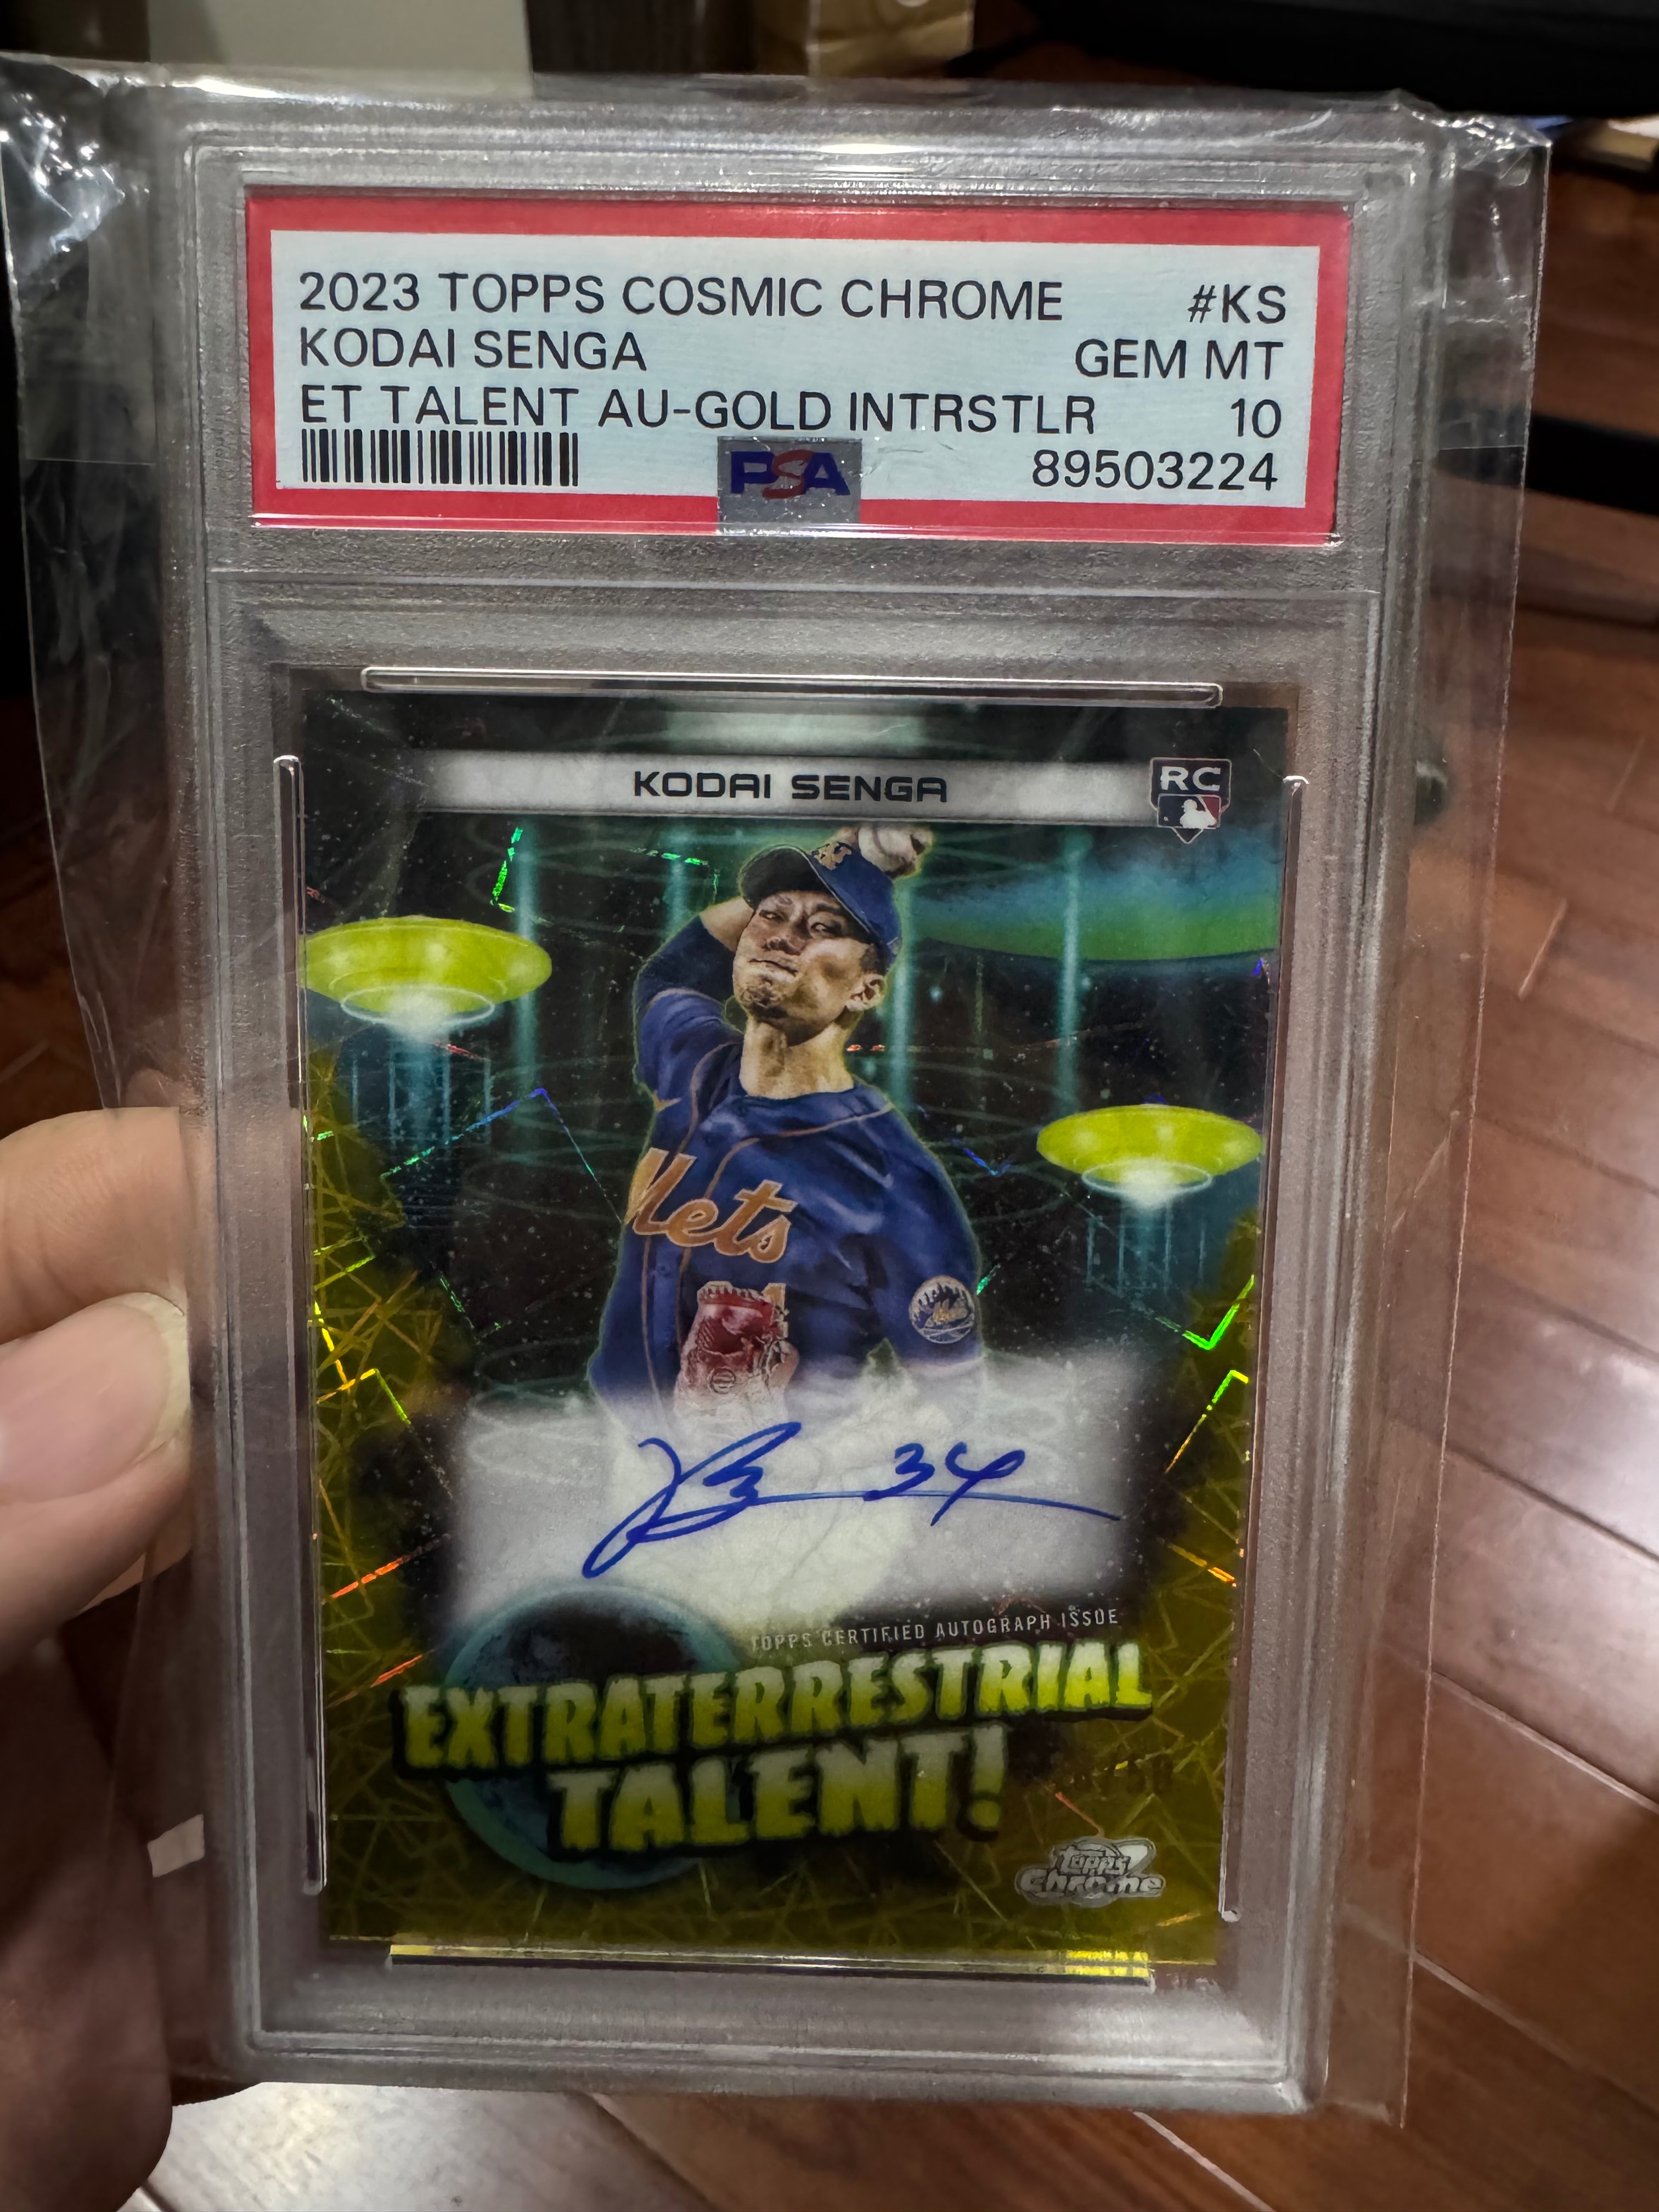 2023 TOPPS COSMIC CHROME #KS
KODAI SENGA GEM MT
ET TALENT AU-GOLD INTRSTLR 10
PSA 89503224
KODAI SENGA
RC
Mets
34
TOPPS CERTIFIED AUTOGRAPH ISSUE
EXTRATERRESTRIAL
TALENT!
topps
Chrome